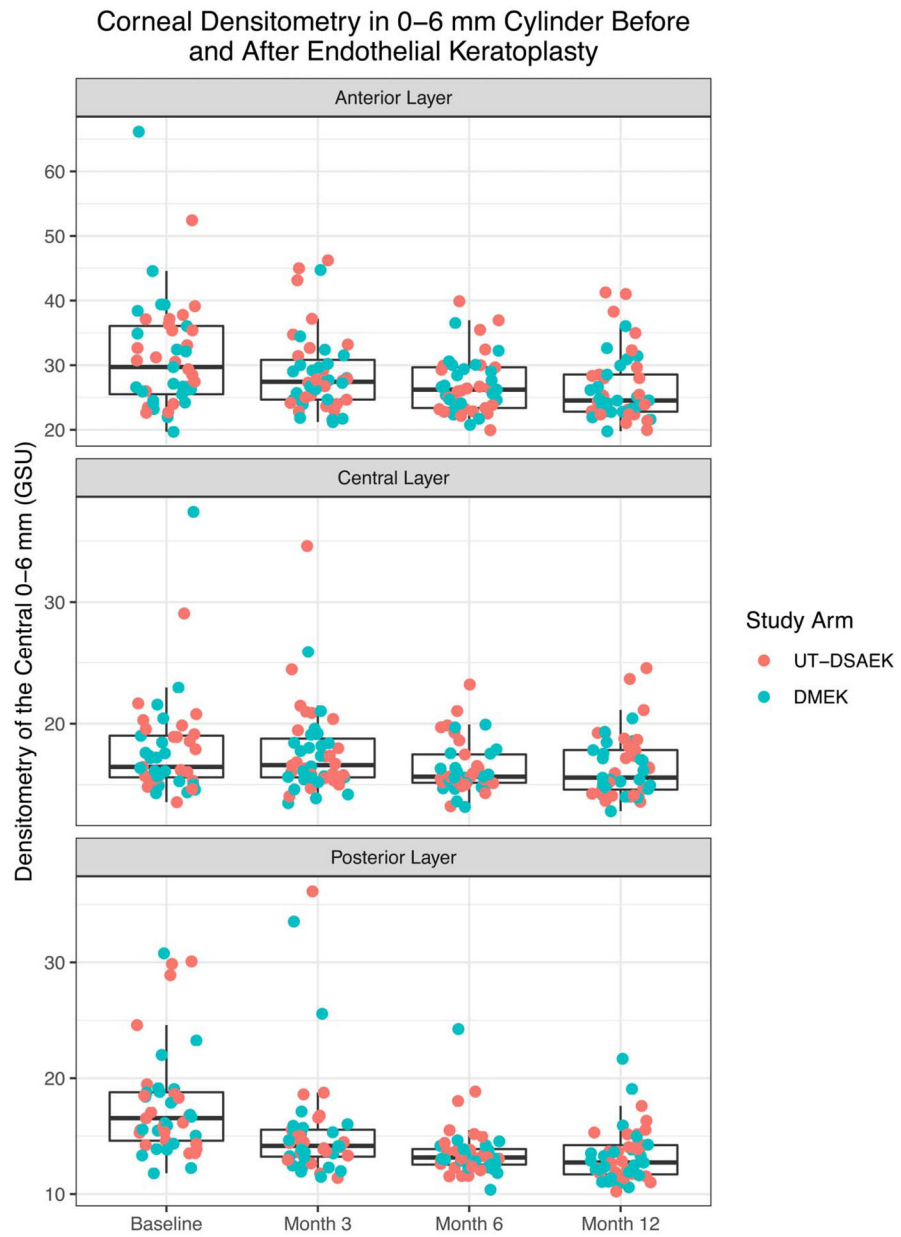 Corneal Densitometry in 0–6 mm Cylinder Before
and After Endothelial Keratoplasty
Densitometry of the Central 0–6 mm (GSU)
Anterior Layer
60
50
40
30
20
Central Layer
30
20
Posterior Layer
30
20
10
Baseline
Month 3
Month 6
Month 12
Study Arm
UT–DSAEK
DMEK